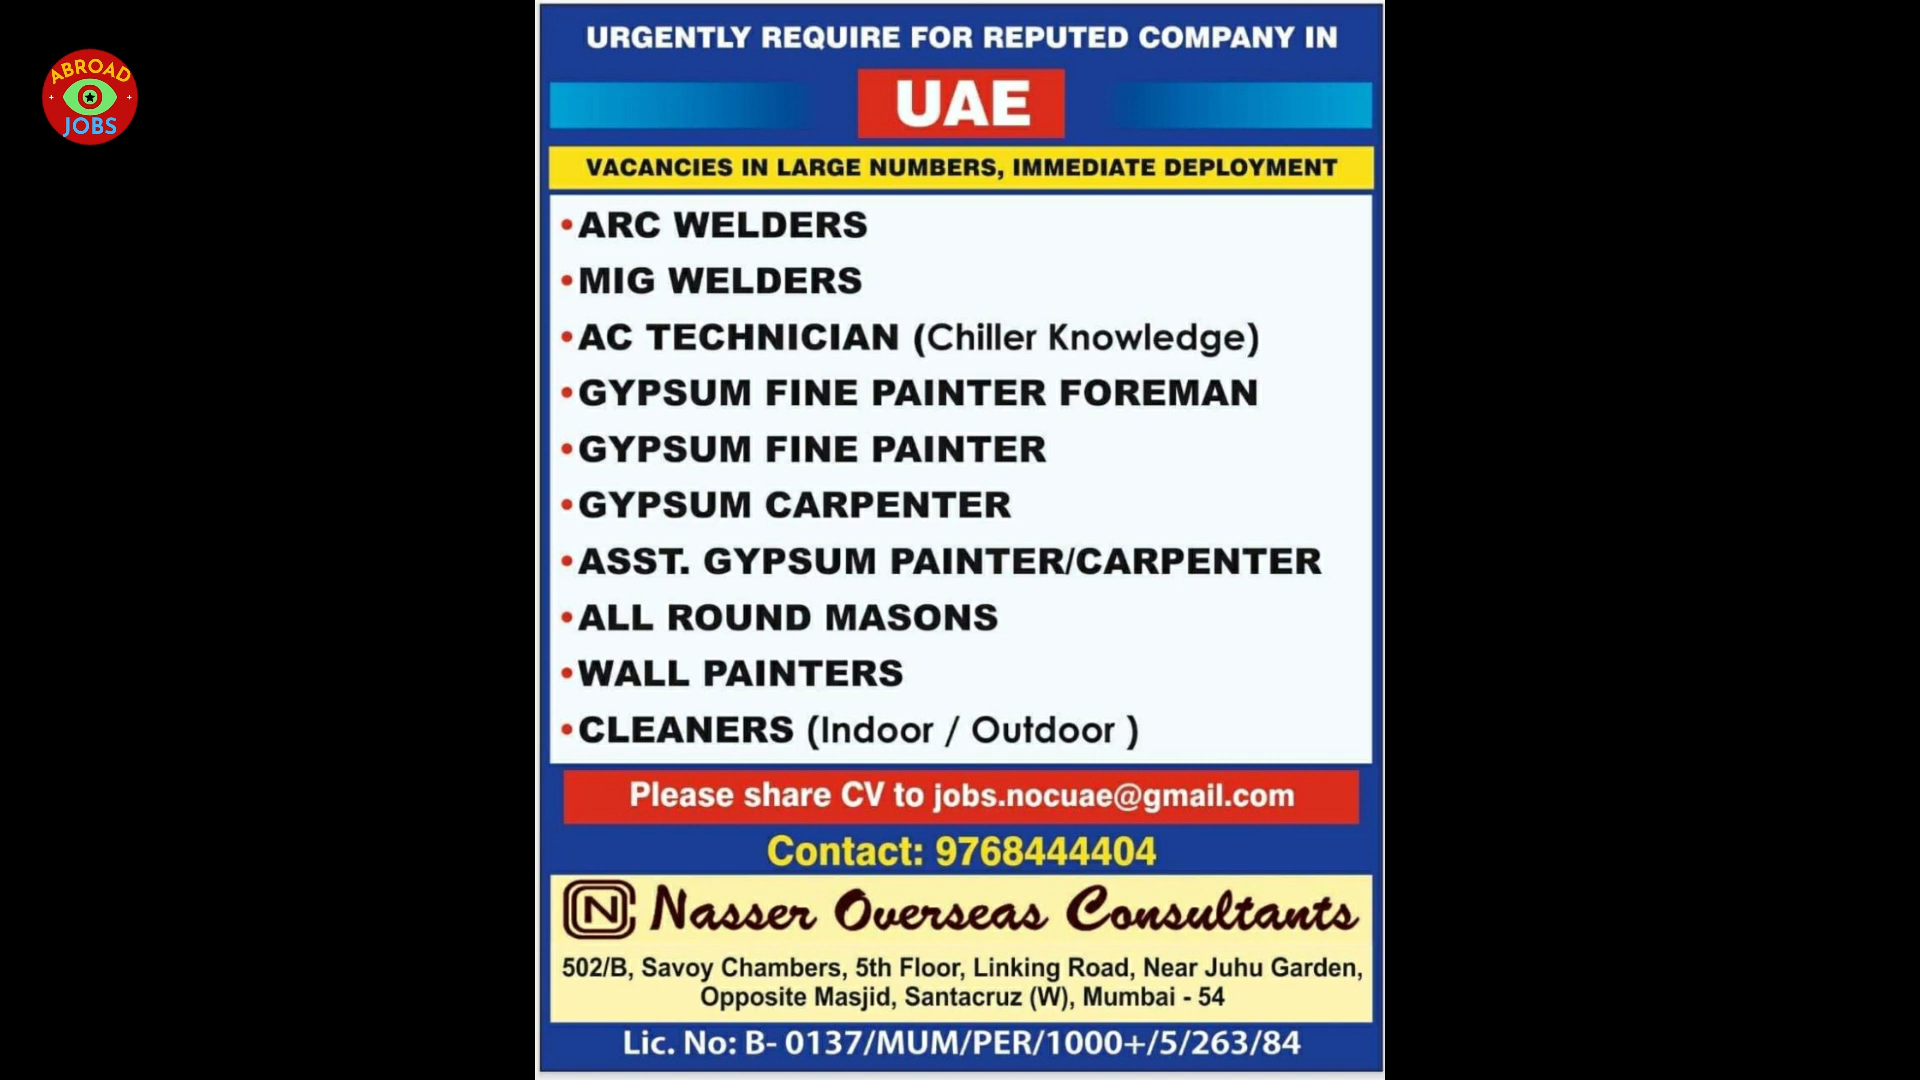 ABROAD
JOBS
URGENTLY REQUIRE FOR REPUTED COMPANY IN
UAE
VACANCIES IN LARGE NUMBERS, IMMEDIATE DEPLOYMENT
•ARC WELDERS
•MIG WELDERS
•AC TECHNICIAN (Chiller Knowledge)
•GYPSUM FINE PAINTER FOREMAN
•GYPSUM FINE PAINTER
•GYPSUM CARPENTER
•ASST. GYPSUM PAINTER/CARPENTER
•ALL ROUND MASONS
•WALL PAINTERS
•CLEANERS (Indoor / Outdoor )
Please share CV to jobs.nocuae@gmail.com
Contact: 9768444404
N Nasser Overseas Consultants
502/B, Savoy Chambers, 5th Floor, Linking Road, Near Juhu Garden,
Opposite Masjid, Santacruz (W), Mumbai - 54
Lic. No: B- 0137/MUM/PER/1000+/5/263/84